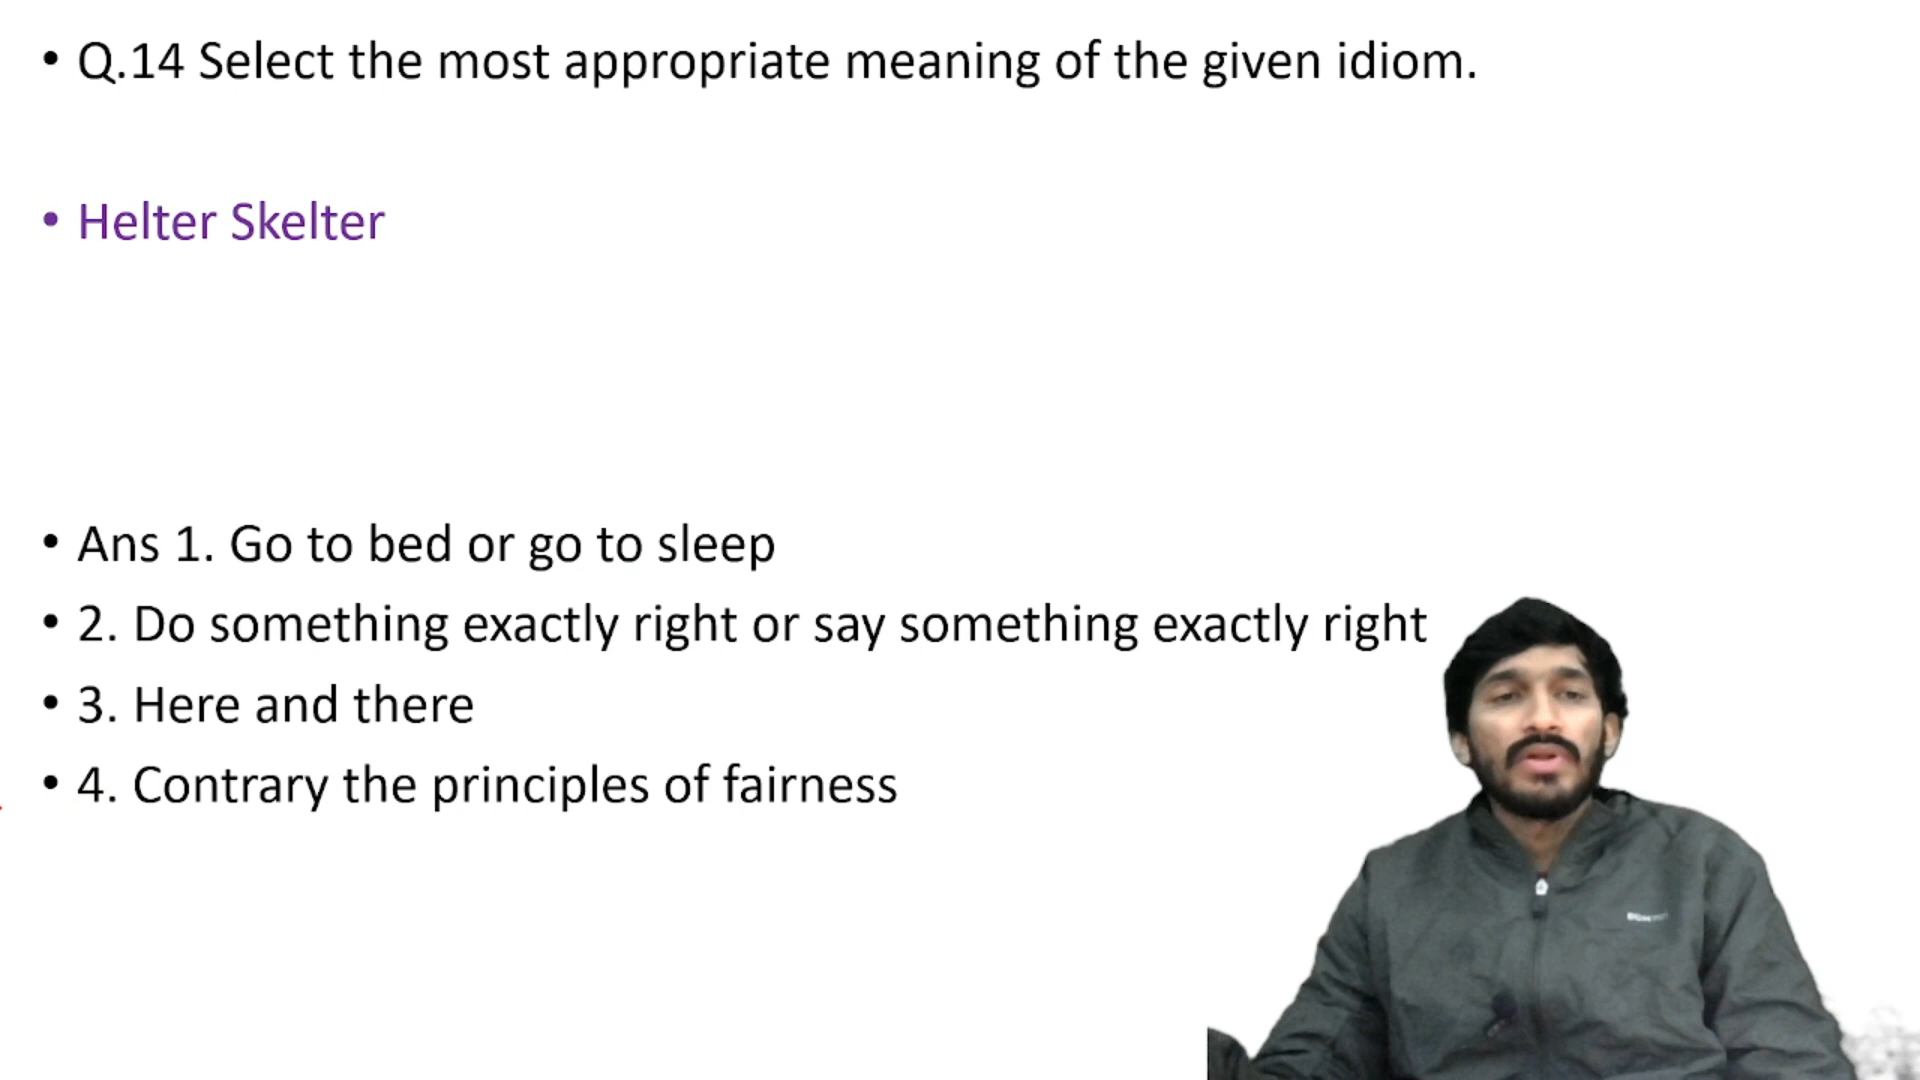 • Q.14 Select the most appropriate meaning of the given idiom.
• Helter Skelter
• Ans 1. Go to bed or go to sleep
• 2. Do something exactly right or say something exactly right
• 3. Here and there
• 4. Contrary the principles of fairness